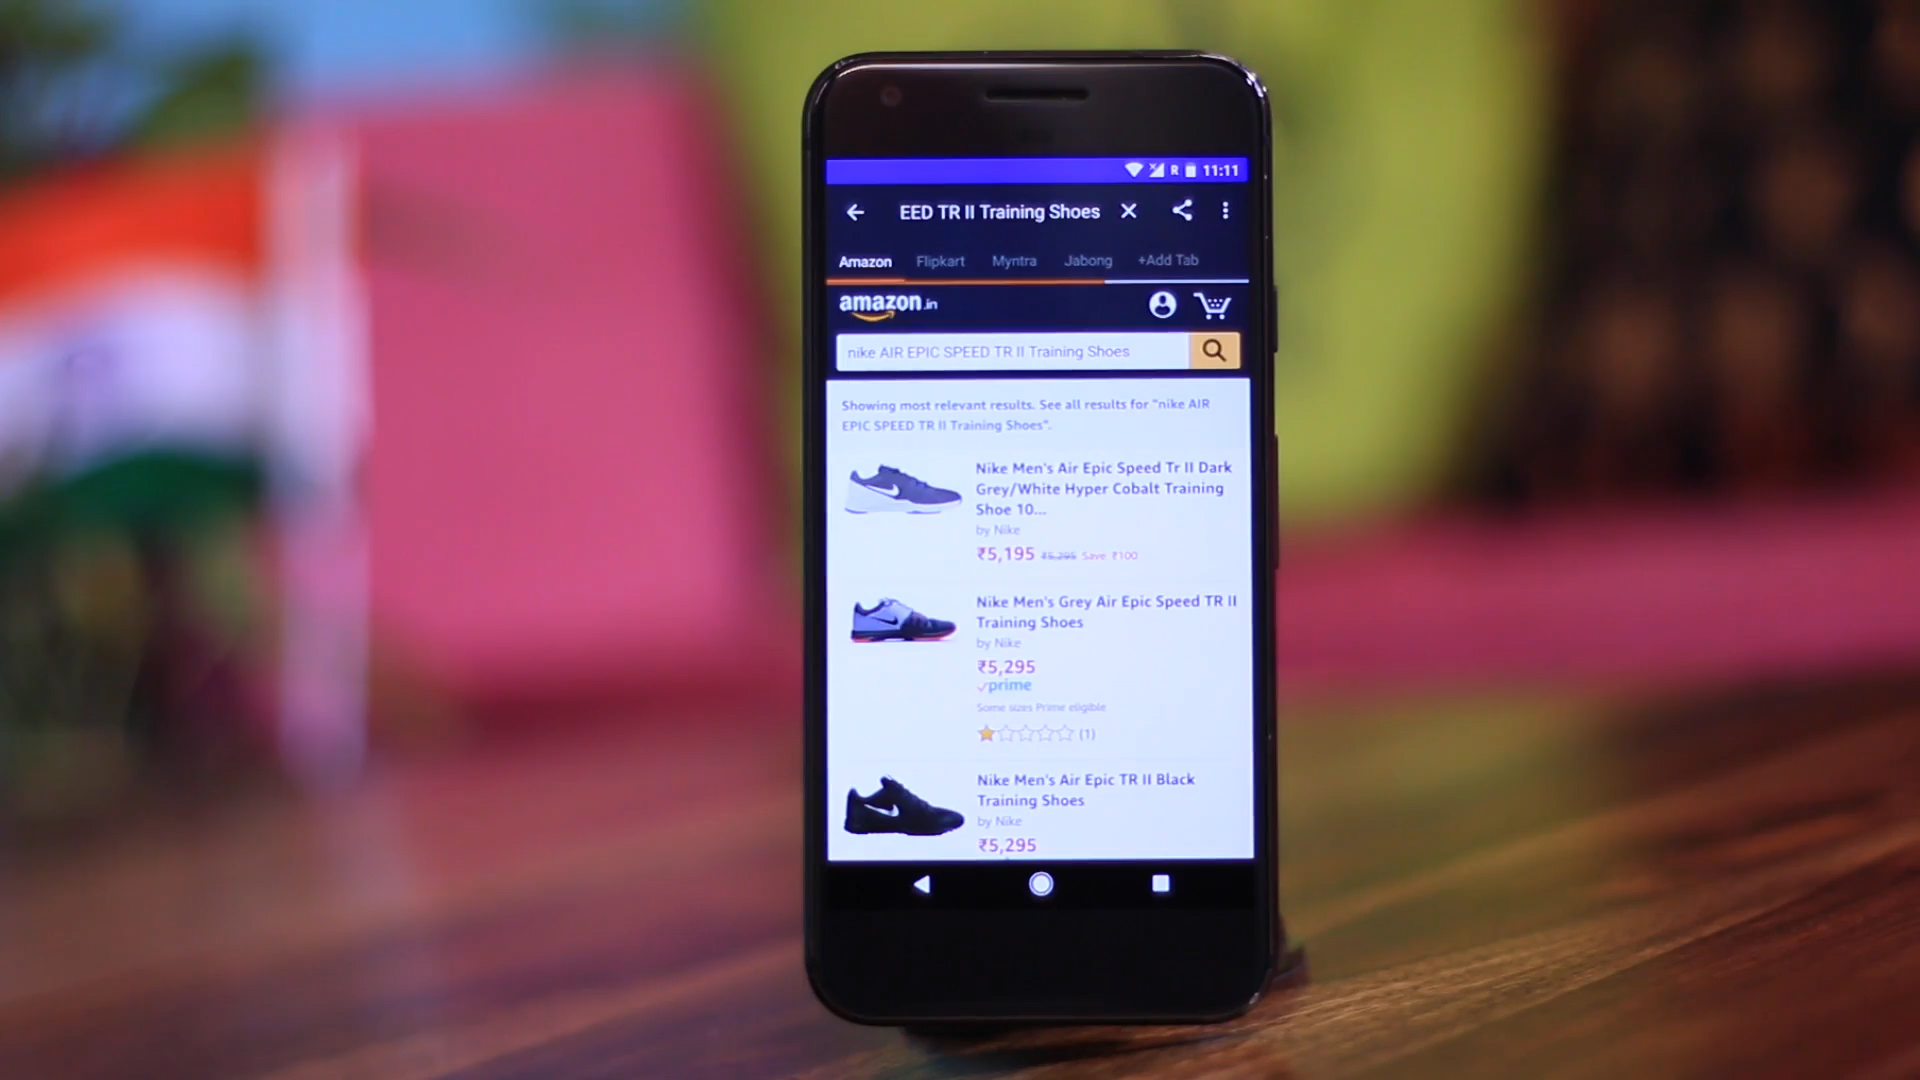 R 11:11
EED TR II Training Shoes
Amazon Flipkart Myntra Jabong +Add Tab
amazon.in
nike AIR EPIC SPEED TR II Training Shoes
Showing most relevant results. See all results for "nike AIR
EPIC SPEED TR II Training Shoes".
Nike Men's Air Epic Speed Tr II Dark
Grey/White Hyper Cobalt Training
Shoe 10...
by Nike
₹5,195 ₹5,295 Save ₹100
Nike Men's Grey Air Epic Speed TR II
Training Shoes
by Nike
₹5,295
prime
Some sizes Prime eligible
(1)
Nike Men's Air Epic TR II Black
Training Shoes
by Nike
₹5,295